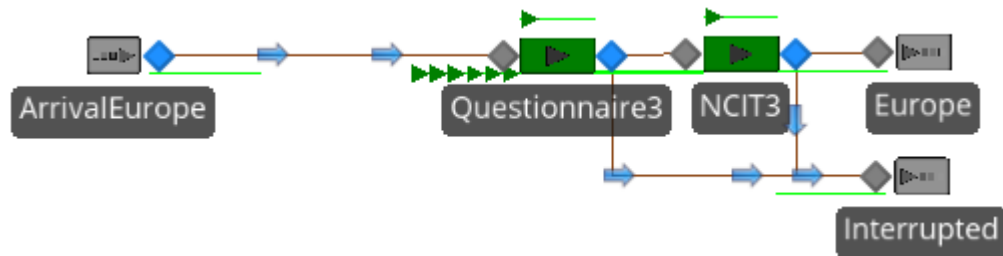 ArrivalEurope
Questionnaire3
NCIT3
Europe
Interrupted